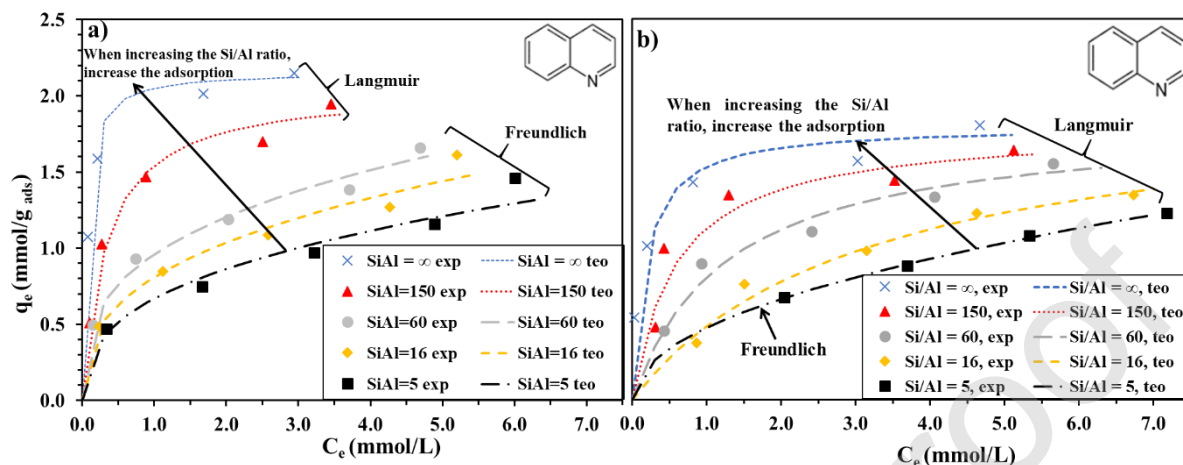 a)
When increasing the Si/Al ratio,
increase the adsorption
N
Langmuir
Freundlich
2.5
2.0
1.5
1.0
0.5
0.0
qe (mmol/g ads)
SiAl = ∞ exp SiAl = ∞ teo
SiAl=150 exp SiAl=150 teo
SiAl=60 exp SiAl=60 teo
SiAl=16 exp SiAl=16 teo
SiAl=5 exp SiAl=5 teo
0.0 1.0 2.0 3.0 4.0 5.0 6.0 7.0
Ce (mmol/L)
b)
N
When increasing the Si/Al
ratio, increase the adsorption
Langmuir
Freundlich
Si/Al = ∞, exp Si/Al = ∞, teo
Si/Al = 150, exp Si/Al = 150, teo
Si/Al = 60, exp Si/Al = 60, teo
Si/Al = 16, exp Si/Al = 16, teo
Si/Al = 5, exp Si/Al = 5, teo
0.0 1.0 2.0 3.0 4.0 5.0 6.0 7.0
Ce (mmol/L)